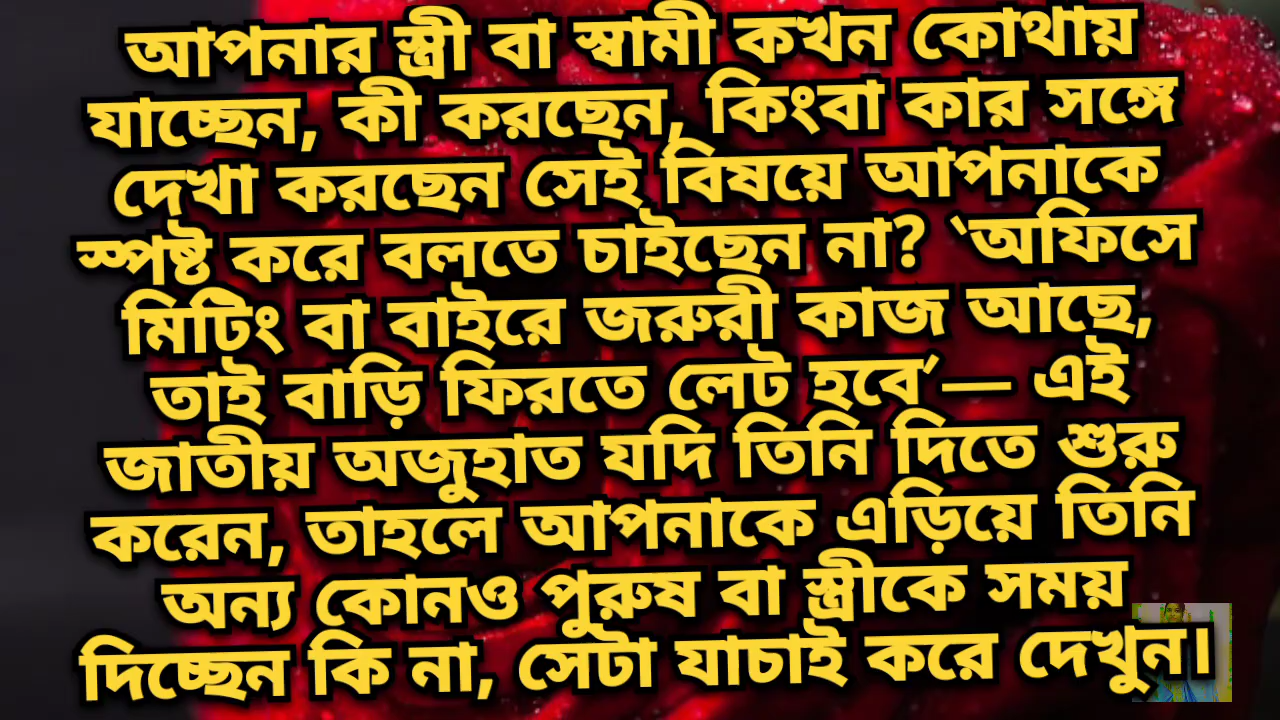 আপনার স্ত্রী বা স্বামী কখন কোথায়
যাচ্ছেন, কী করছেন, কিংবা কার সঙ্গে
দেখা করছেন সেই বিষয়ে আপনাকে
স্পষ্ট করে বলতে চাইছেন না? ‘অফিসে
মিটিং বা বাইরে জরুরী কাজ আছে,
তাই বাড়ি ফিরতে লেট হবে’— এই
জাতীয় অজুহাত যদি তিনি দিতে শুরু
করেন, তাহলে আপনাকে এড়িয়ে তিনি
অন্য কোনও পুরুষ বা স্ত্রীকে সময়
দিচ্ছেন কি না, সেটা যাচাই করে দেখুন।